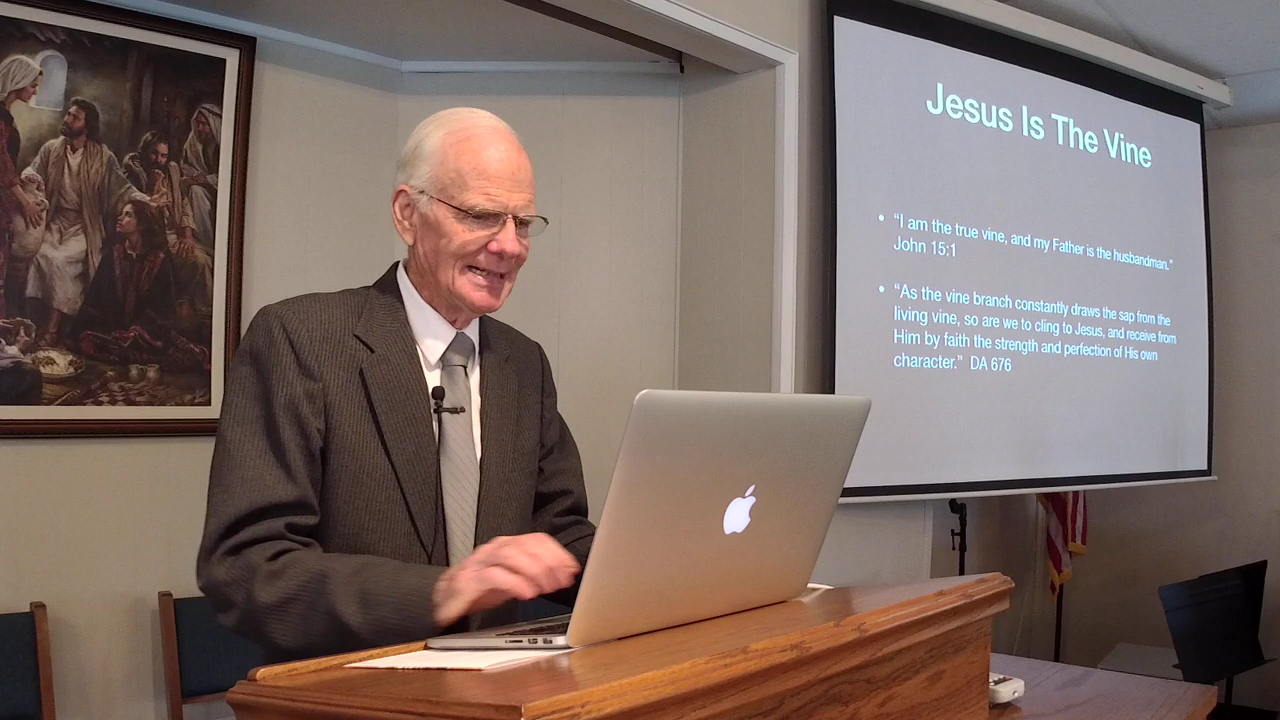 Jesus Is The Vine
• “I am the true vine, and my Father is the husbandman.”
John 15:1
• “As the vine branch constantly draws the sap from the
living vine, so are we to cling to Jesus, and receive from
Him by faith the strength and perfection of His own
character.” DA 676